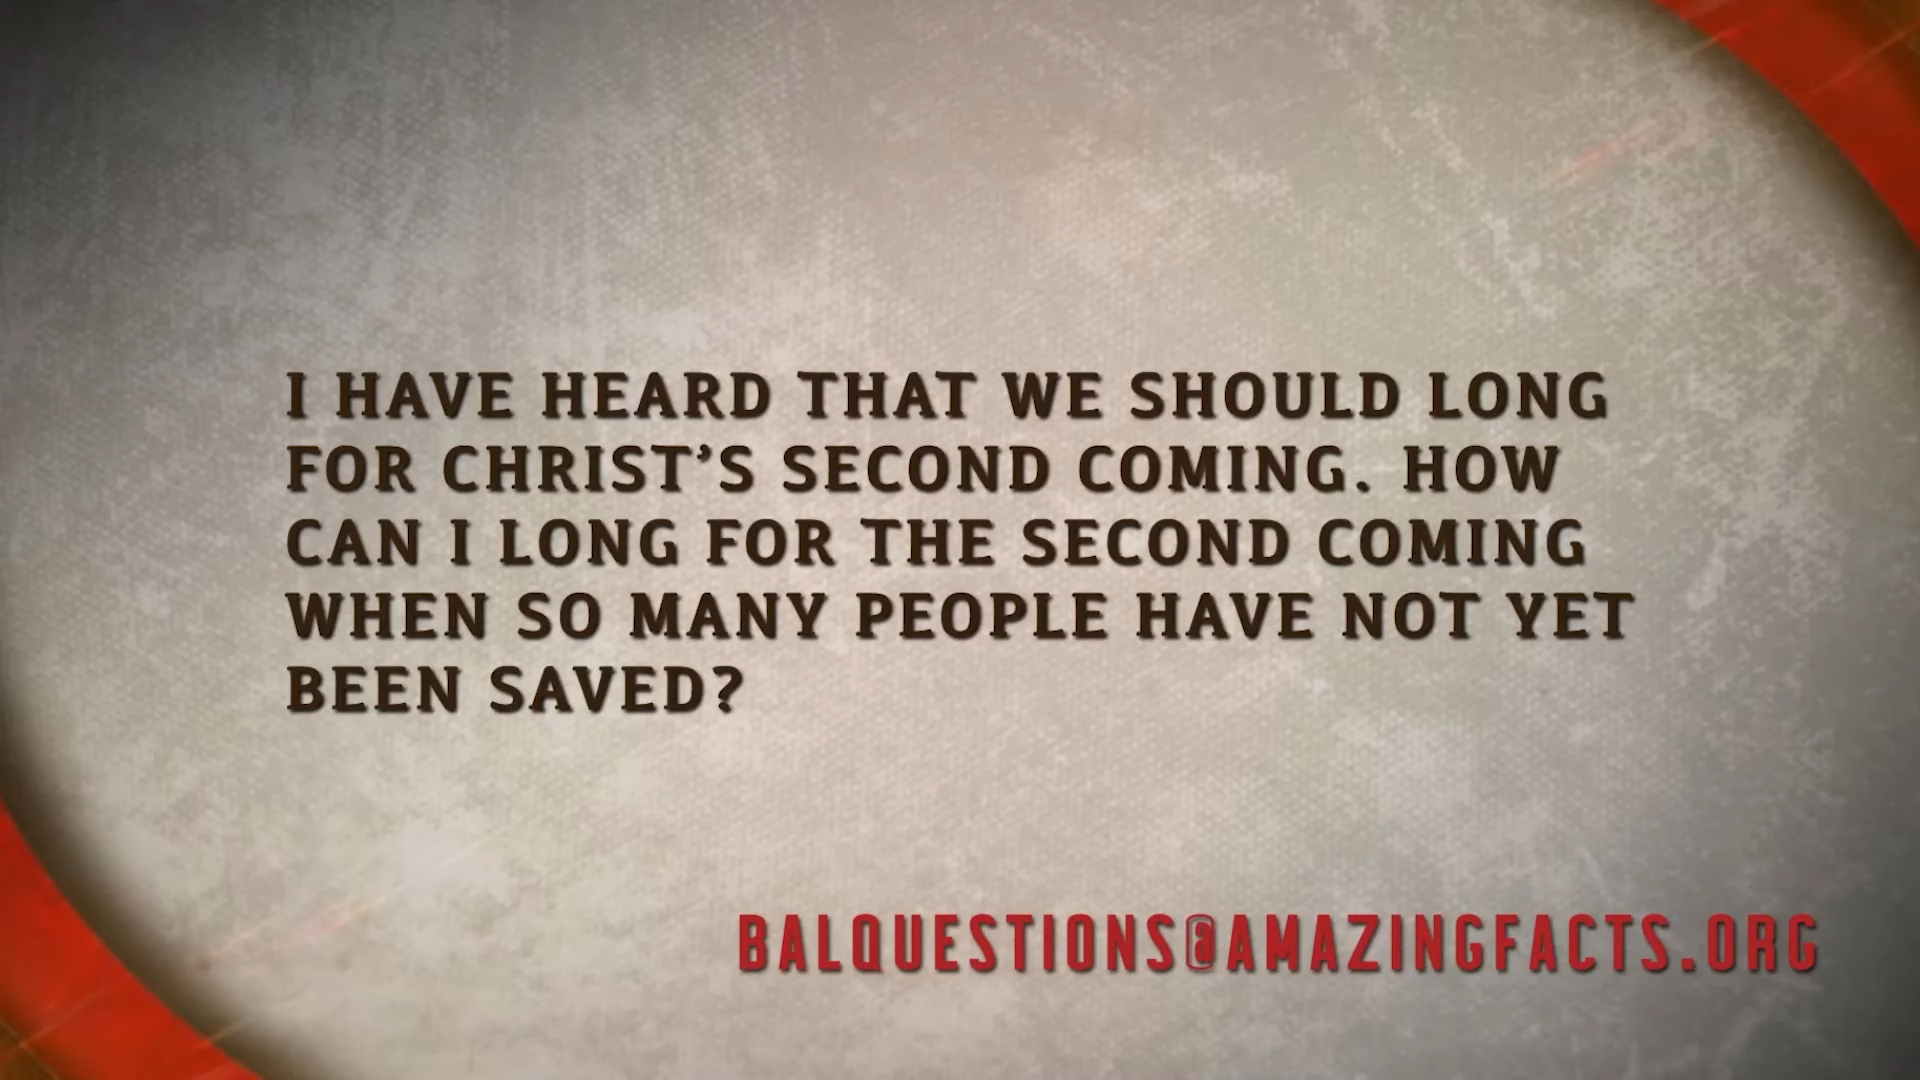 I HAVE HEARD THAT WE SHOULD LONG
FOR CHRIST’S SECOND COMING. HOW
CAN I LONG FOR THE SECOND COMING
WHEN SO MANY PEOPLE HAVE NOT YET
BEEN SAVED?
BALQUESTIONS@AMAZINGFACTS.ORG